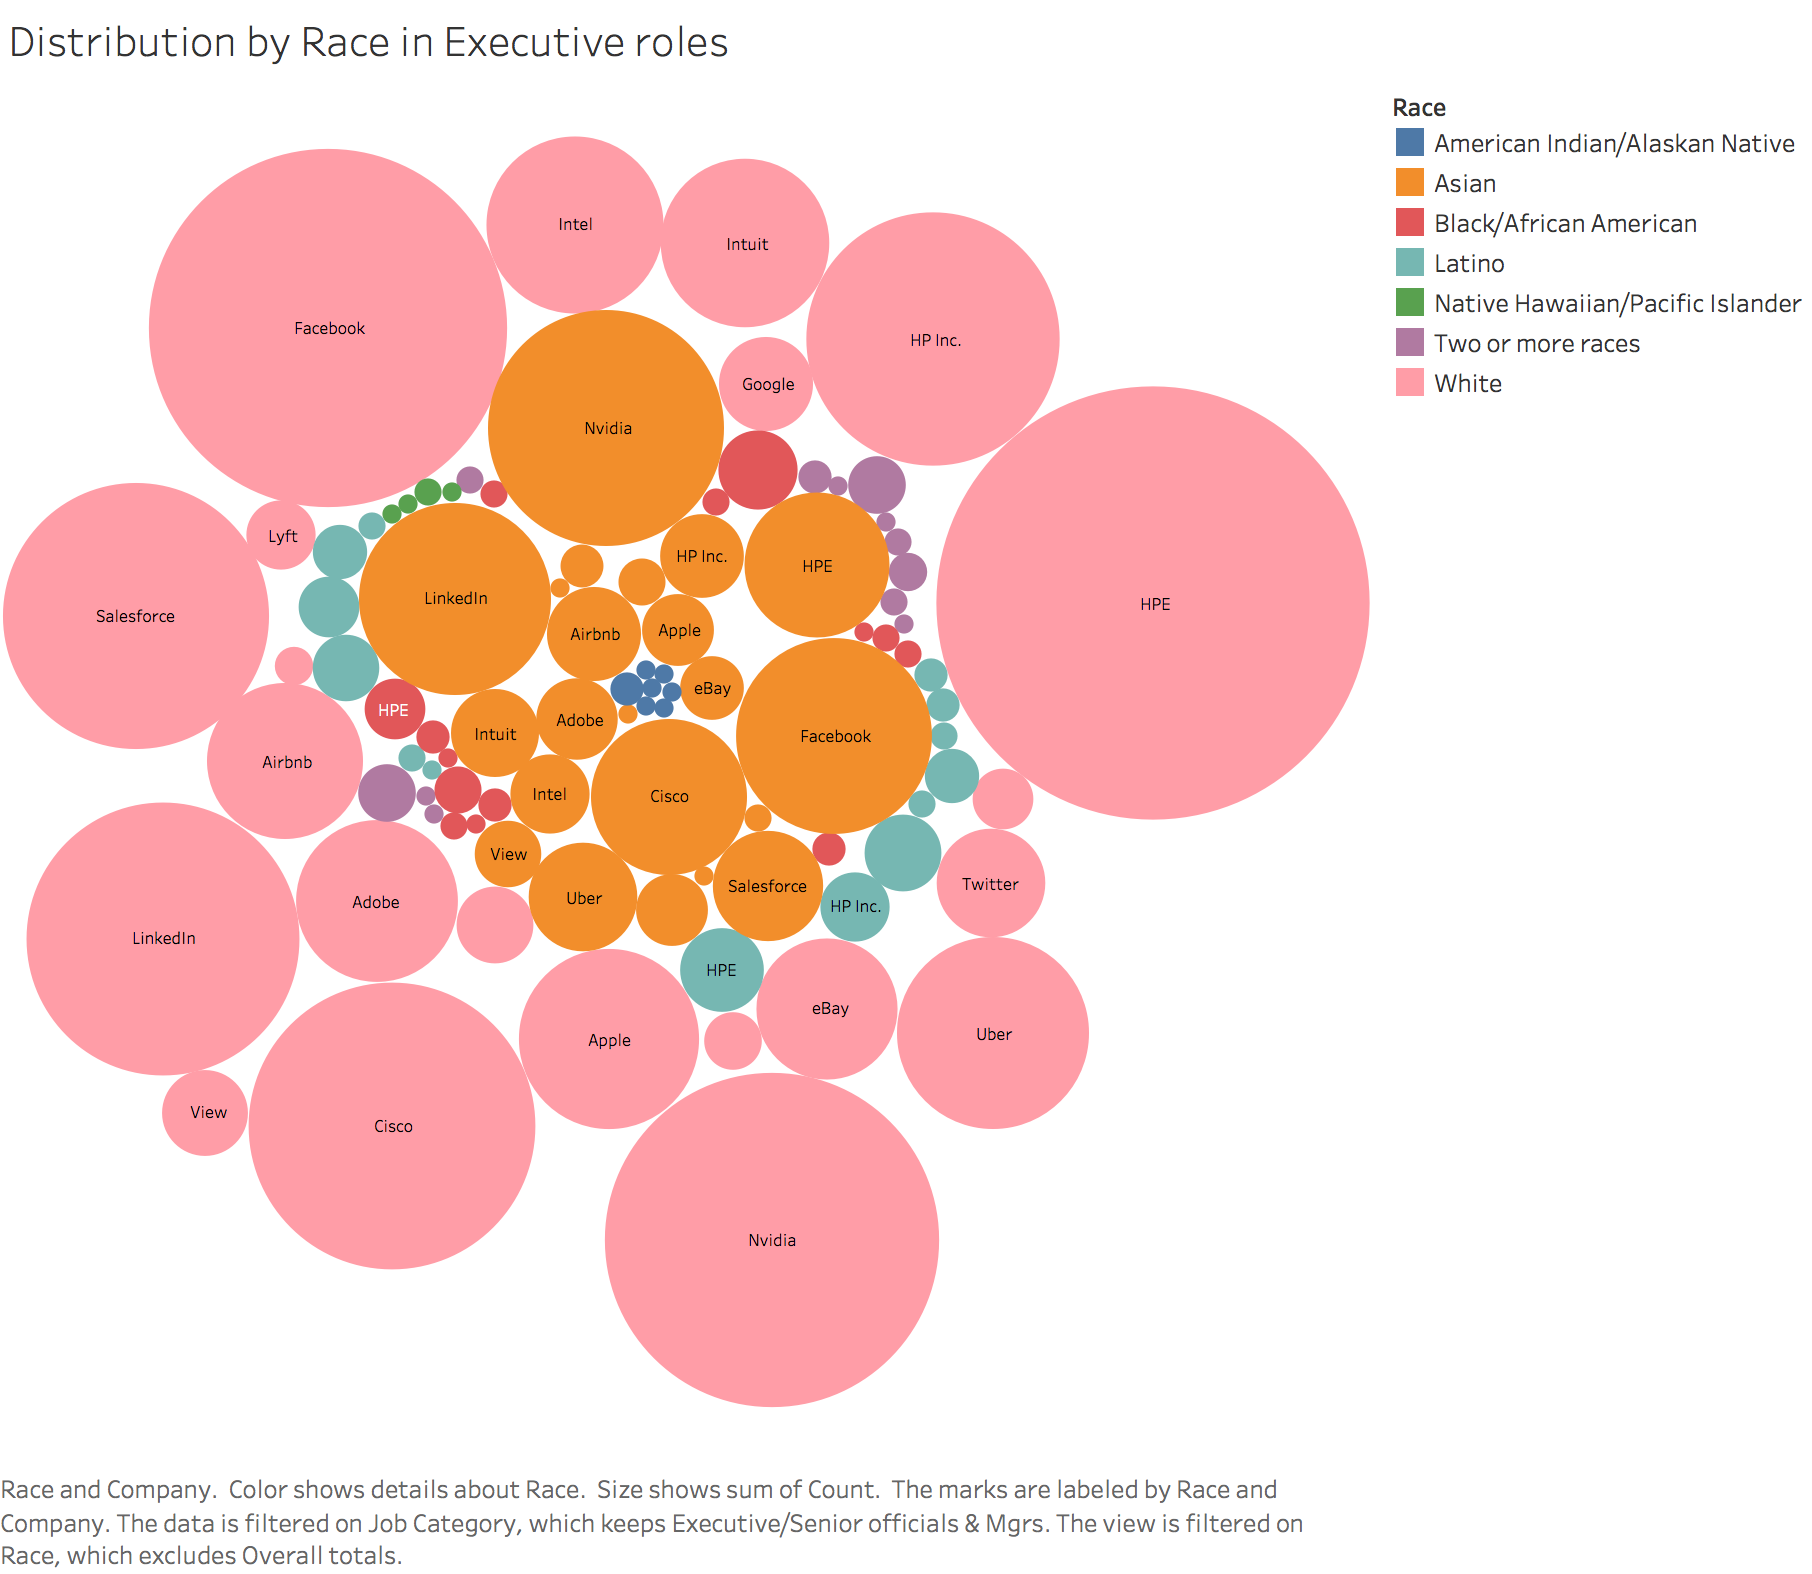 Distribution by Race in Executive roles
Race
American Indian/Alaskan Native
Asian
Black/African American
Latino
Native Hawaiian/Pacific Islander
Two or more races
White
Intel
Intuit
Facebook
HP Inc.
Google
Nvidia
Lyft
HP Inc.
HPE
LinkedIn
HPE
Salesforce
Airbnb
Apple
eBay
HPE
Adobe
Intuit
Facebook
Airbnb
Intel
Cisco
View
Salesforce
Twitter
Adobe
Uber
HP Inc.
LinkedIn
HPE
eBay
Uber
Apple
View
Cisco
Nvidia
Race and Company.  Color shows details about Race.  Size shows sum of Count.  The marks are labeled by Race and
Company. The data is filtered on Job Category, which keeps Executive/Senior officials & Mgrs. The view is filtered on
Race, which excludes Overall totals.